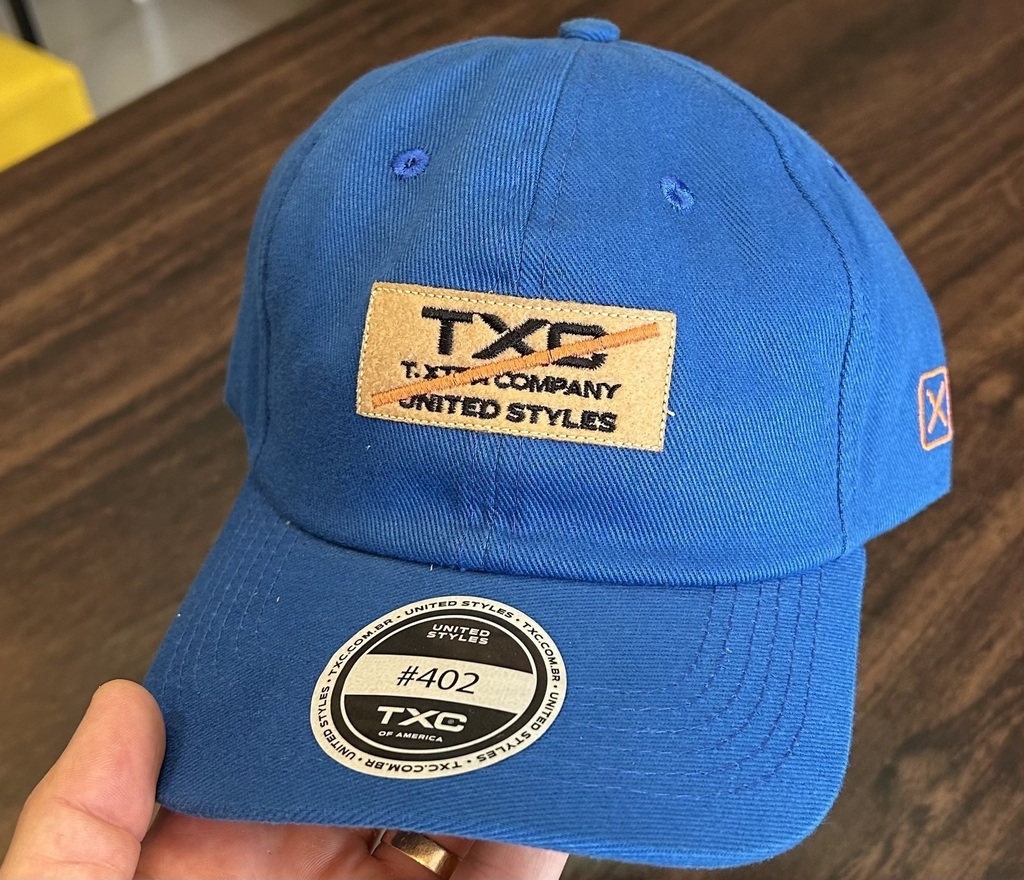 TXC
COMPANY
UNITED STYLES
X
UNITED STYLES • TXC.COM.BR • UNITED STYLES • TXC.COM.BR • UNITED STYLES • TXC.COM.BR •
UNITED
STYLES
#402
TXC
OF AMERICA